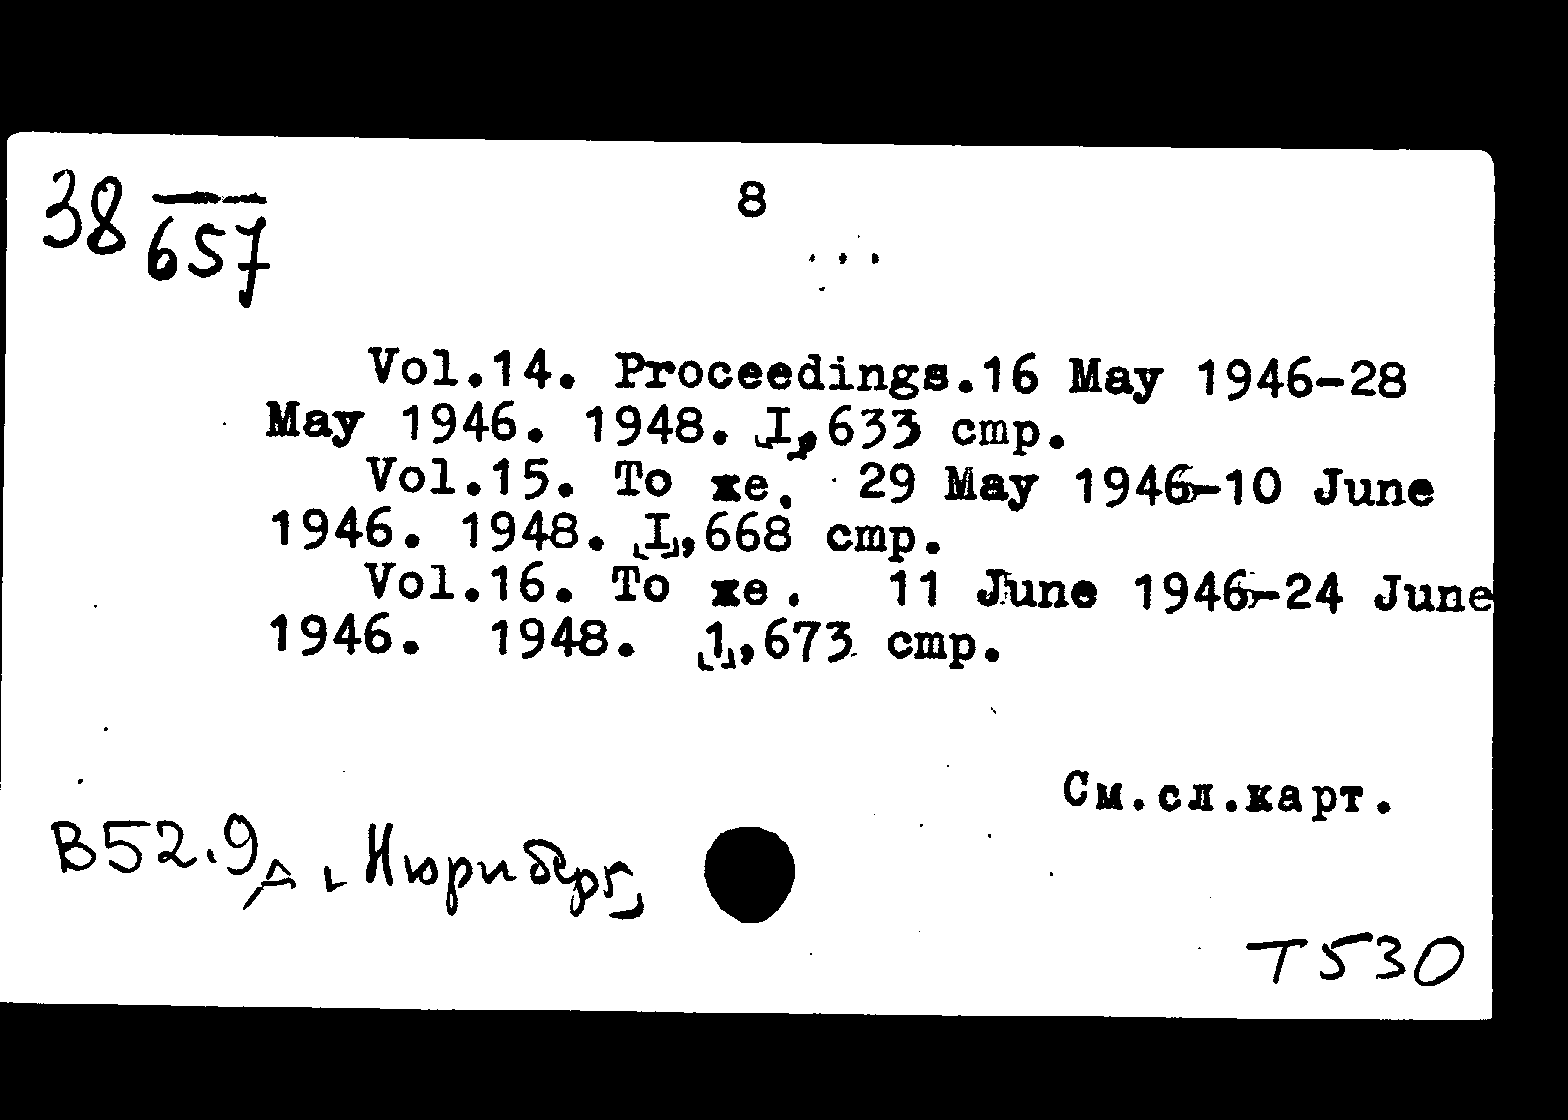 38 657
8
...
Vol.14. Proceedings.16 May 1946-28
May 1946. 1948. [I],633 стр.
Vol.15. То же. 29 May 1946-10 June
1946. 1948. [I],668 стр.
Vol.16. То же. 11 June 1946-24 June
1946. 1948. [1],673 стр.
См.сл.карт.
В52.9д [Нюрнберг]
Т530